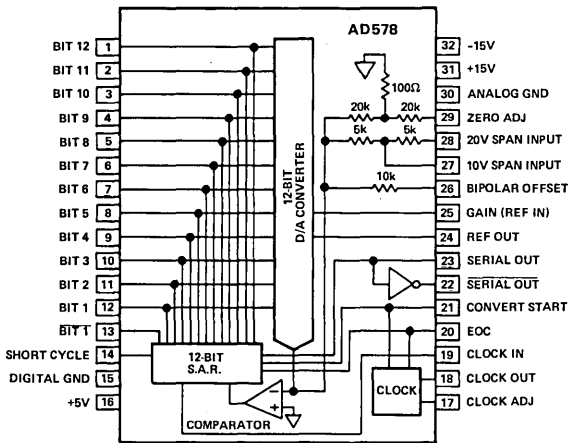 AD578
BIT 12 1
BIT 11 2
BIT 10 3
BIT 9 4
BIT 8 5
BIT 7 6
BIT 6 7
BIT 5 8
BIT 4 9
BIT 3 10
BIT 2 11
BIT 1 12
BIT 1 13
SHORT CYCLE 14
DIGITAL GND 15
+5V 16
12-BIT
D/A CONVERTER
12-BIT
S.A.R.
COMPARATOR
−
+
100Ω
20k 20k
5k 5k
10k
CLOCK
32 -15V
31 +15V
30 ANALOG GND
29 ZERO ADJ
28 20V SPAN INPUT
27 10V SPAN INPUT
26 BIPOLAR OFFSET
25 GAIN (REF IN)
24 REF OUT
23 SERIAL OUT
22 SERIAL OUT
21 CONVERT START
20 EOC
19 CLOCK IN
18 CLOCK OUT
17 CLOCK ADJ